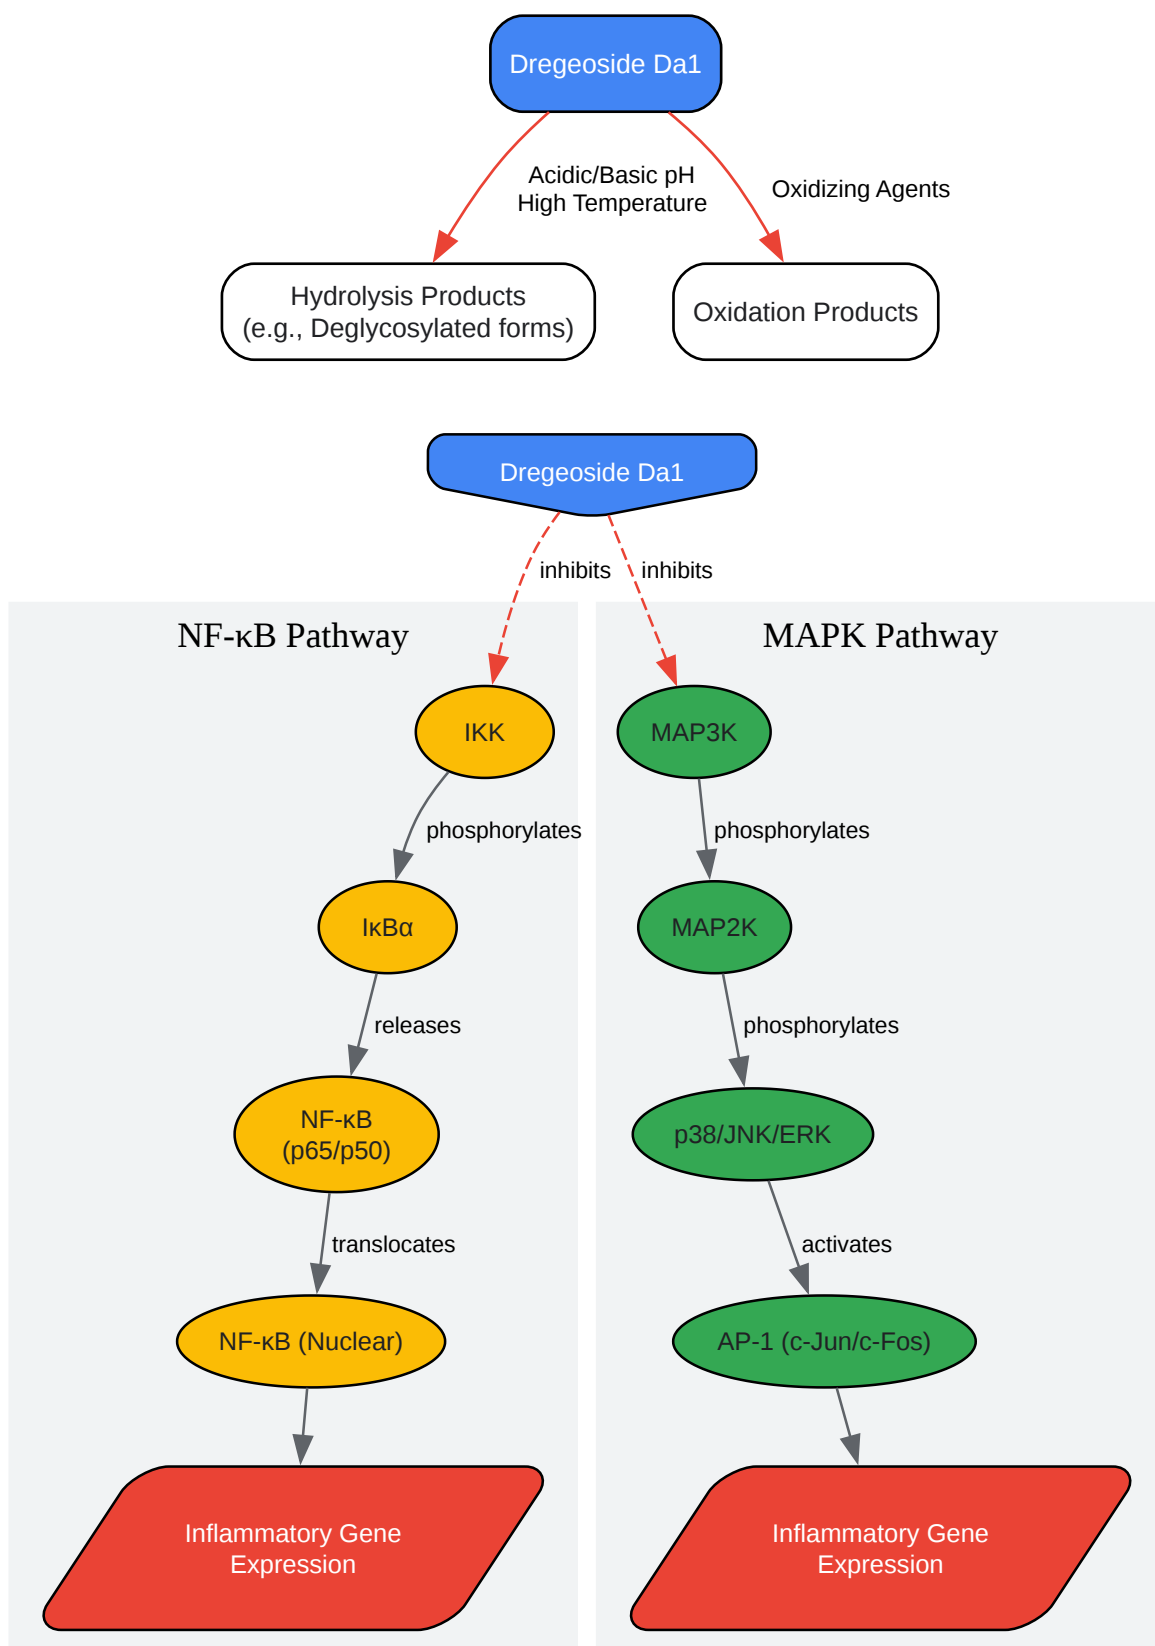 Dregeoside Da1
Acidic/Basic pH
High Temperature
Oxidizing Agents
Hydrolysis Products
(e.g., Deglycosylated forms)
Oxidation Products
Dregeoside Da1
inhibits
inhibits
NF-κB Pathway
IKK
phosphorylates
IκBα
releases
NF-κB
(p65/p50)
translocates
NF-κB (Nuclear)
Inflammatory Gene
Expression
MAPK Pathway
MAP3K
phosphorylates
MAP2K
phosphorylates
p38/JNK/ERK
activates
AP-1 (c-Jun/c-Fos)
Inflammatory Gene
Expression